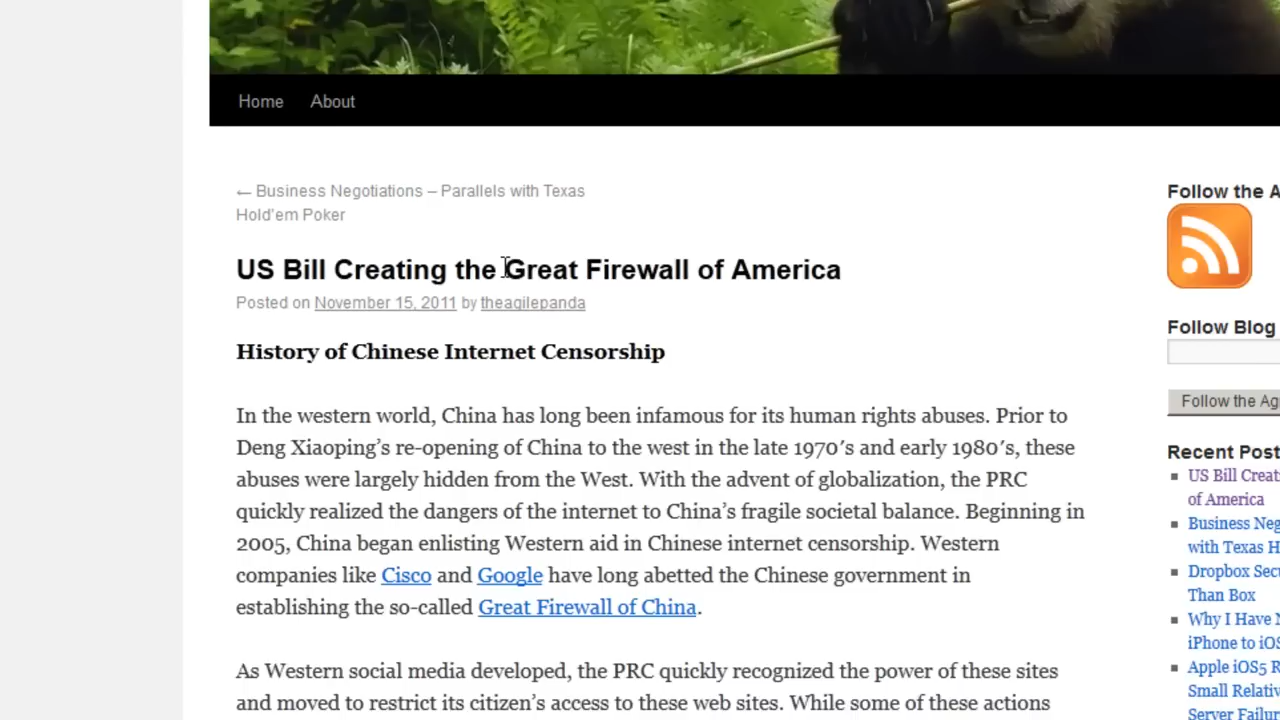 Home About
← Business Negotiations – Parallels with Texas
Hold'em Poker
US Bill Creating the Great Firewall of America
Posted on November 15, 2011 by theagilepanda
History of Chinese Internet Censorship
In the western world, China has long been infamous for its human rights abuses. Prior to
Deng Xiaoping's re-opening of China to the west in the late 1970′s and early 1980′s, these
abuses were largely hidden from the West. With the advent of globalization, the PRC
quickly realized the dangers of the internet to China's fragile societal balance. Beginning in
2005, China began enlisting Western aid in Chinese internet censorship. Western
companies like Cisco and Google have long abetted the Chinese government in
establishing the so-called Great Firewall of China.
As Western social media developed, the PRC quickly recognized the power of these sites
and moved to restrict its citizen's access to these web sites. While some of these actions
Follow the A
Follow Blog
Follow the Ag
Recent Post
US Bill Creati
of America
Business Neg
with Texas H
Dropbox Secu
Than Box
Why I Have N
iPhone to iOS
Apple iOS5 R
Small Relativ
Server Failur